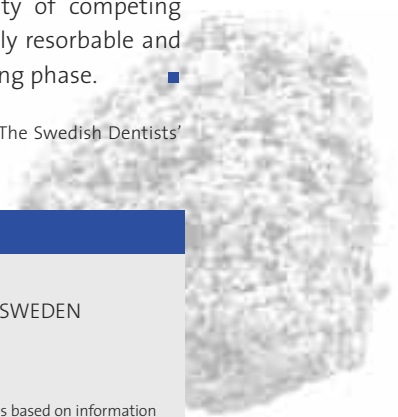 ty of competing
ly resorbable and
ng phase.
The Swedish Dentists’
SWEDEN
s based on information